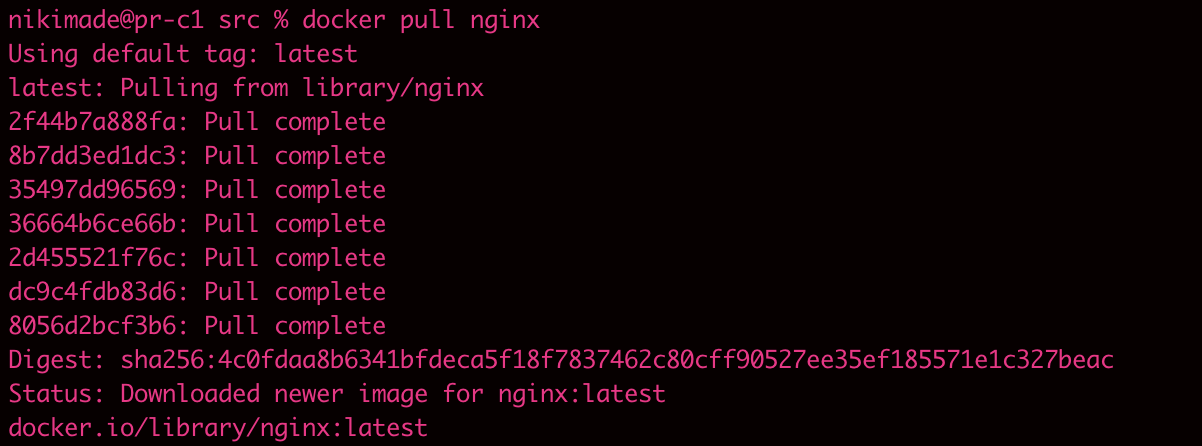 nikimade@pr-c1 src % docker pull nginx
Using default tag: latest
latest: Pulling from library/nginx
2f44b7a888fa: Pull complete
8b7dd3ed1dc3: Pull complete
35497dd96569: Pull complete
36664b6ce66b: Pull complete
2d455521f76c: Pull complete
dc9c4fdb83d6: Pull complete
8056d2bcf3b6: Pull complete
Digest: sha256:4c0fdaa8b6341bfdeca5f18f7837462c80cff90527ee35ef185571e1c327beac
Status: Downloaded newer image for nginx:latest
docker.io/library/nginx:latest